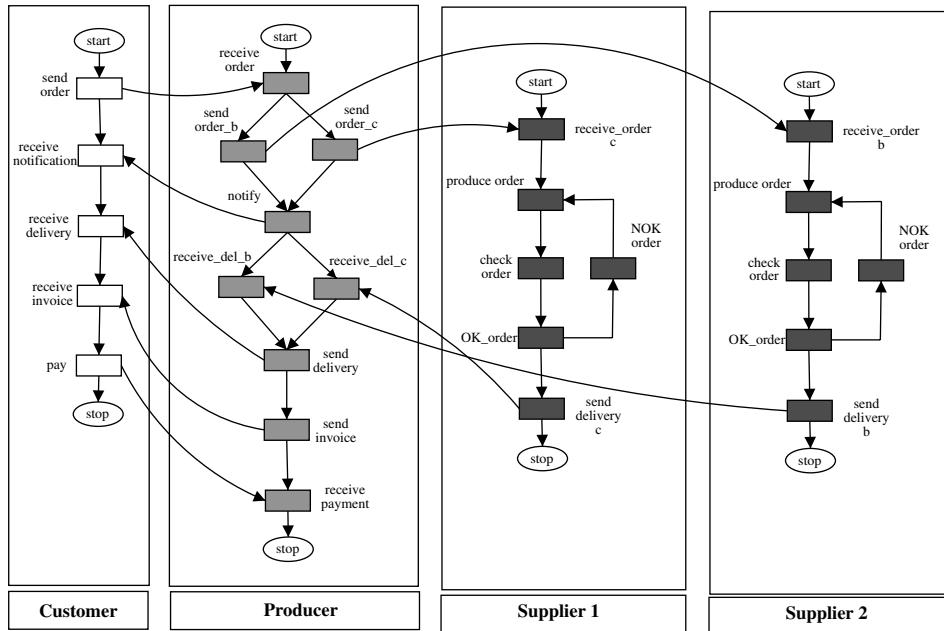 start
send
order
receive
notification
receive
delivery
receive
invoice
pay
stop
Customer
start
receive
order
send
order_b
send
order_c
notify
receive_del_b
receive_del_c
send
delivery
send
invoice
receive
payment
stop
Producer
start
receive_order
c
produce order
check
order
NOK
order
OK_order
send
delivery
c
stop
Supplier 1
start
receive_order
b
produce order
check
order
NOK
order
OK_order
send
delivery
b
stop
Supplier 2